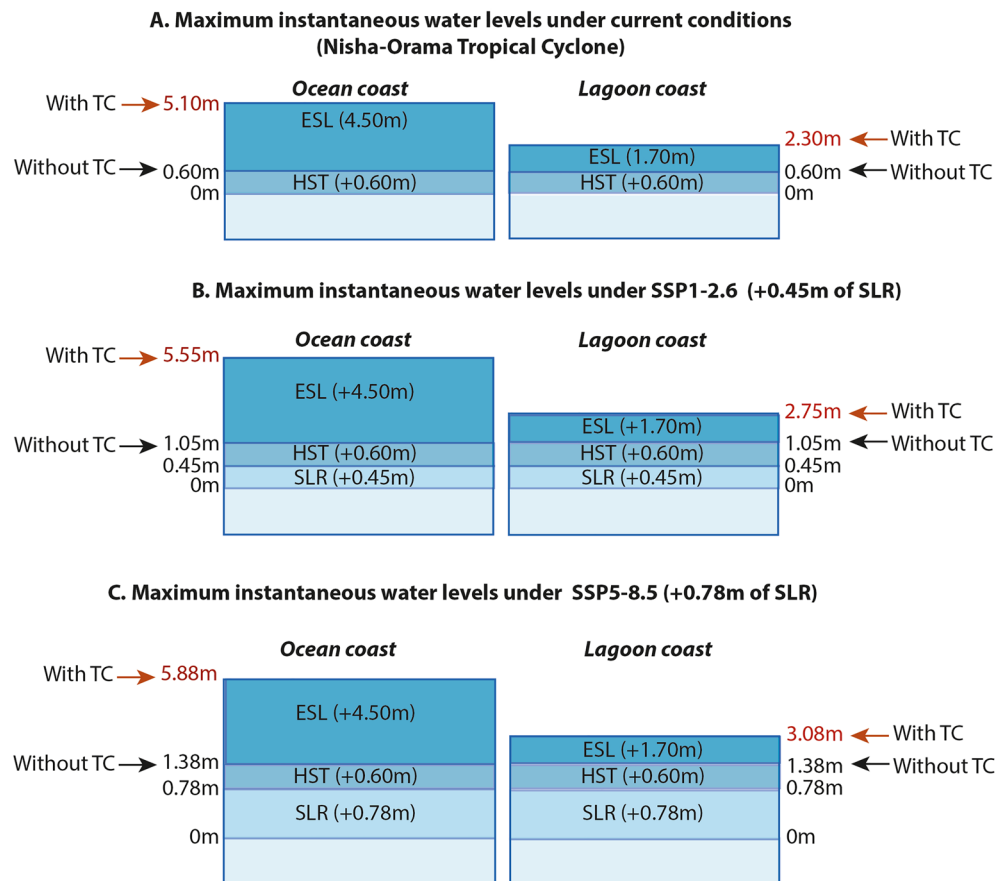 A. Maximum instantaneous water levels under current conditions
(Nisha-Orama Tropical Cyclone)
Ocean coast
Lagoon coast
With TC
5.10m
ESL (4.50m)
Without TC
0.60m
HST (+0.60m)
0m
ESL (1.70m)
2.30m
With TC
HST (+0.60m)
0.60m
Without TC
0m
B. Maximum instantaneous water levels under SSP1-2.6 (+0.45m of SLR)
Ocean coast
Lagoon coast
With TC
5.55m
ESL (+4.50m)
Without TC
1.05m
HST (+0.60m)
0.45m
SLR (+0.45m)
0m
2.75m
With TC
ESL (+1.70m)
1.05m
Without TC
HST (+0.60m)
0.45m
SLR (+0.45m)
0m
C. Maximum instantaneous water levels under SSP5-8.5 (+0.78m of SLR)
Ocean coast
Lagoon coast
With TC
5.88m
ESL (+4.50m)
Without TC
1.38m
HST (+0.60m)
0.78m
SLR (+0.78m)
0m
3.08m
With TC
ESL (+1.70m)
1.38m
Without TC
HST (+0.60m)
0.78m
SLR (+0.78m)
0m